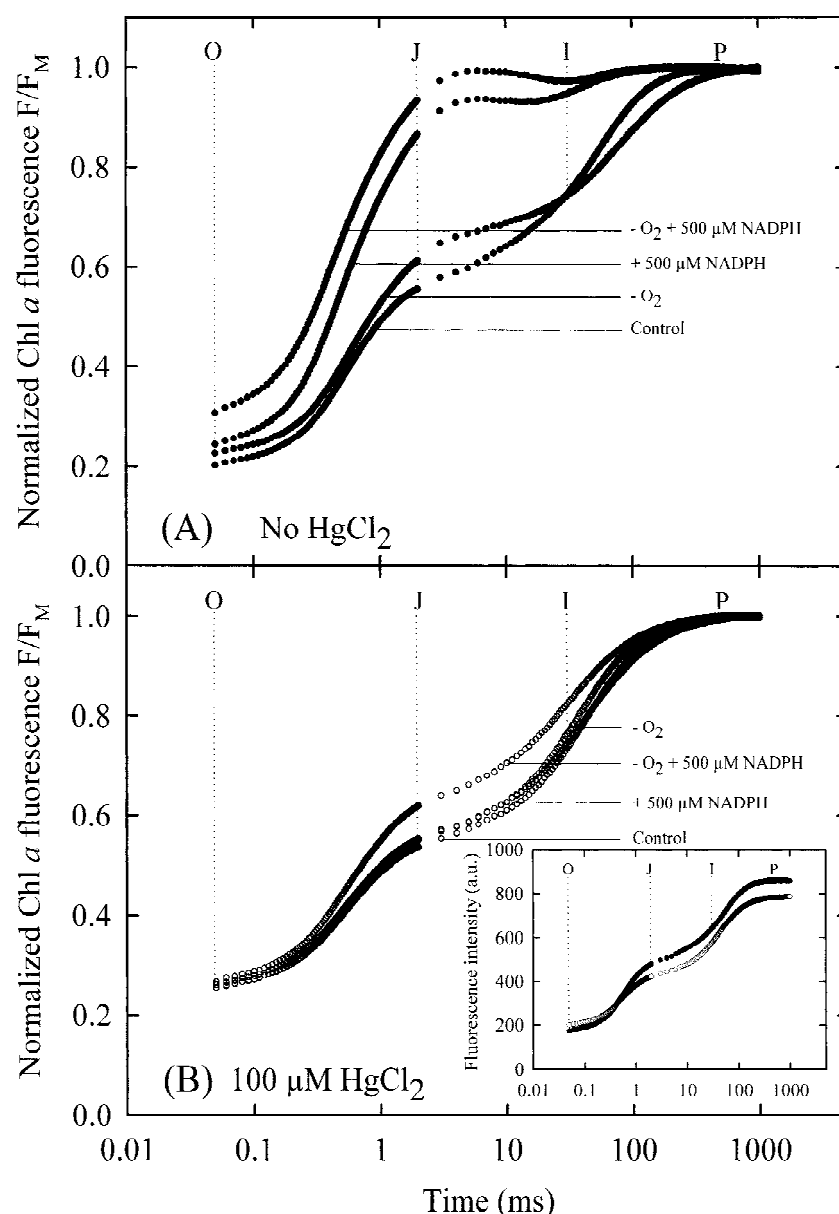 Normalized Chl a fluorescence F/FM
1.0
0.8
0.6
0.4
0.2
0.0
O
J
I
P
- O2 + 500 µM NADPH
+ 500 µM NADPH
- O2
Control
(A) No HgCl2
Normalized Chl a fluorescence F/FM
1.0
0.8
0.6
0.4
0.2
0.0
O
J
I
P
- O2
- O2 + 500 µM NADPH
+ 500 µM NADPH
Control
(B) 100 µM HgCl2
Fluorescence intensity (a.u.)
1000
800
600
400
200
0
O
J
I
P
0.01 0.1 1 10 100 1000
0.01 0.1 1 10 100 1000
Time (ms)